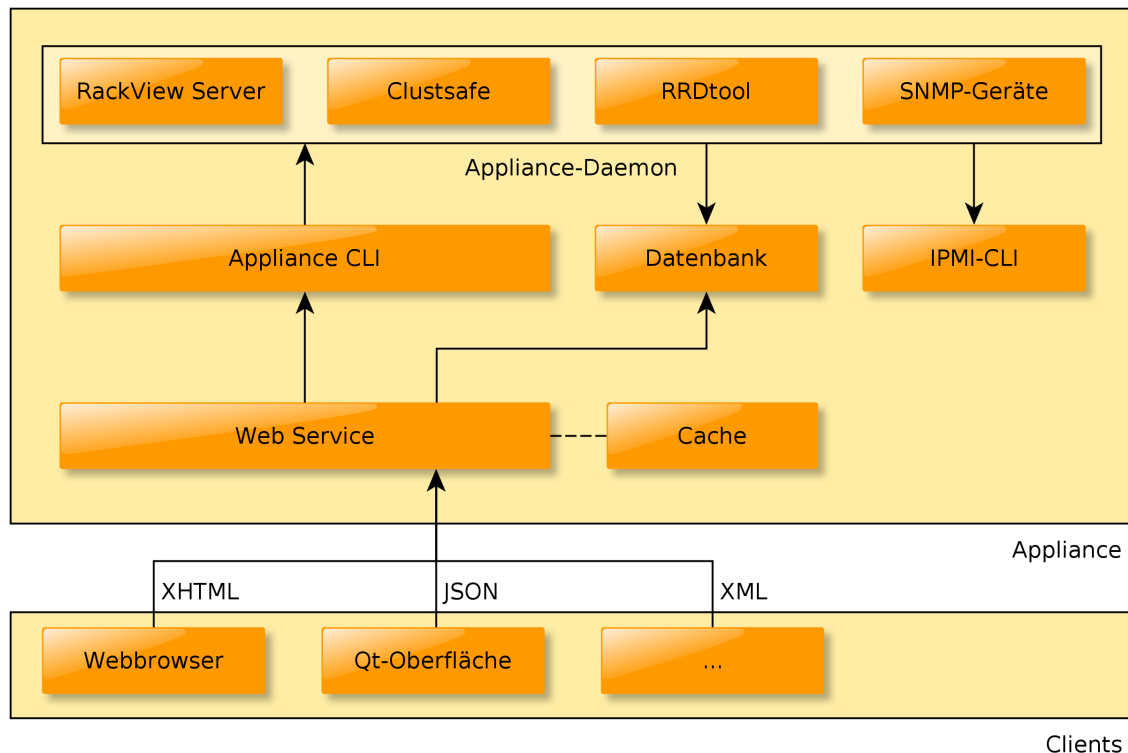 RackView Server
Clustsafe
RRDtool
SNMP-Geräte
Appliance-Daemon
Appliance CLI
Datenbank
IPMI-CLI
Web Service
Cache
Appliance
XHTML
JSON
XML
Webbrowser
Qt-Oberfläche
...
Clients